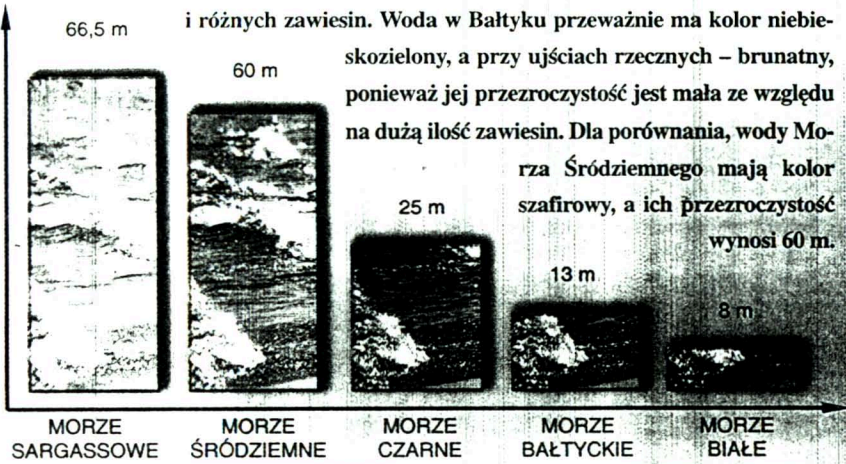 i różnych zawiesin. Woda w Bałtyku przeważnie ma kolor niebie-
skozielony, a przy ujściach rzecznych – brunatny,
ponieważ jej przezroczystość jest mała ze względu
na dużą ilość zawiesin. Dla porównania, wody Mo-
rza Śródziemnego mają kolor
szafirowy, a ich przezroczystość
wynosi 60 m.
66,5 m
60 m
25 m
13 m
8 m
MORZE
SARGASSOWE
MORZE
ŚRÓDZIEMNE
MORZE
CZARNE
MORZE
BAŁTYCKIE
MORZE
BIAŁE